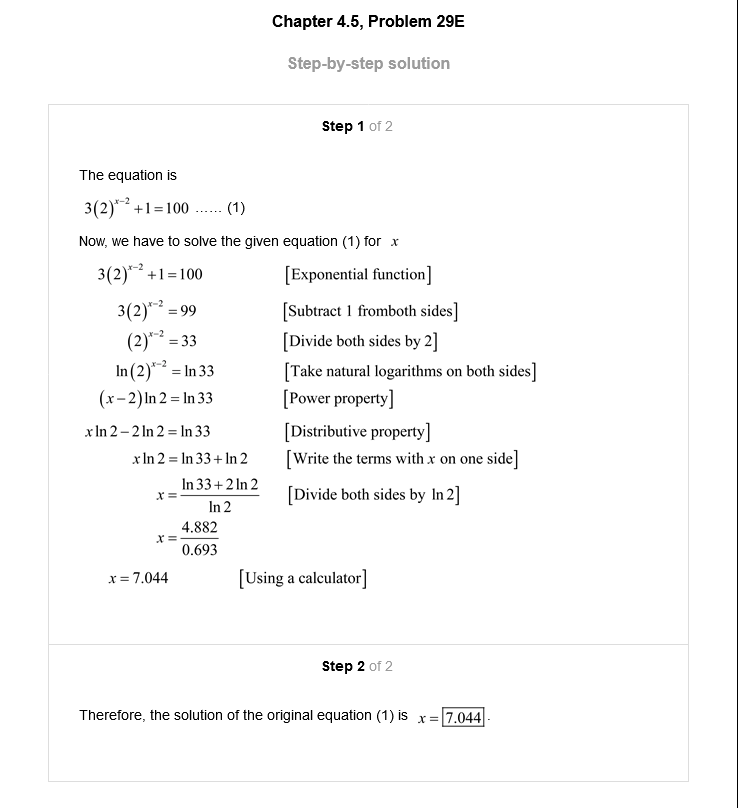 Chapter 4.5, Problem 29E
Step-by-step solution
Step 1 of 2
The equation is
3(2)^{x−2} + 1 = 100 ...... (1)
Now, we have to solve the given equation (1) for x
3(2)^{x−2} + 1 = 100 [Exponential function]
3(2)^{x−2} = 99 [Subtract 1 fromboth sides]
(2)^{x−2} = 33 [Divide both sides by 2]
ln(2)^{x−2} = ln 33 [Take natural logarithms on both sides]
(x − 2) ln 2 = ln 33 [Power property]
x ln 2 − 2 ln 2 = ln 33 [Distributive property]
x ln 2 = ln 33 + ln 2 [Write the terms with x on one side]
x = \frac{ln 33 + 2 ln 2}{ln 2} [Divide both sides by ln 2]
x = \frac{4.882}{0.693}
x = 7.044 [Using a calculator]
Step 2 of 2
Therefore, the solution of the original equation (1) is x = 7.044.